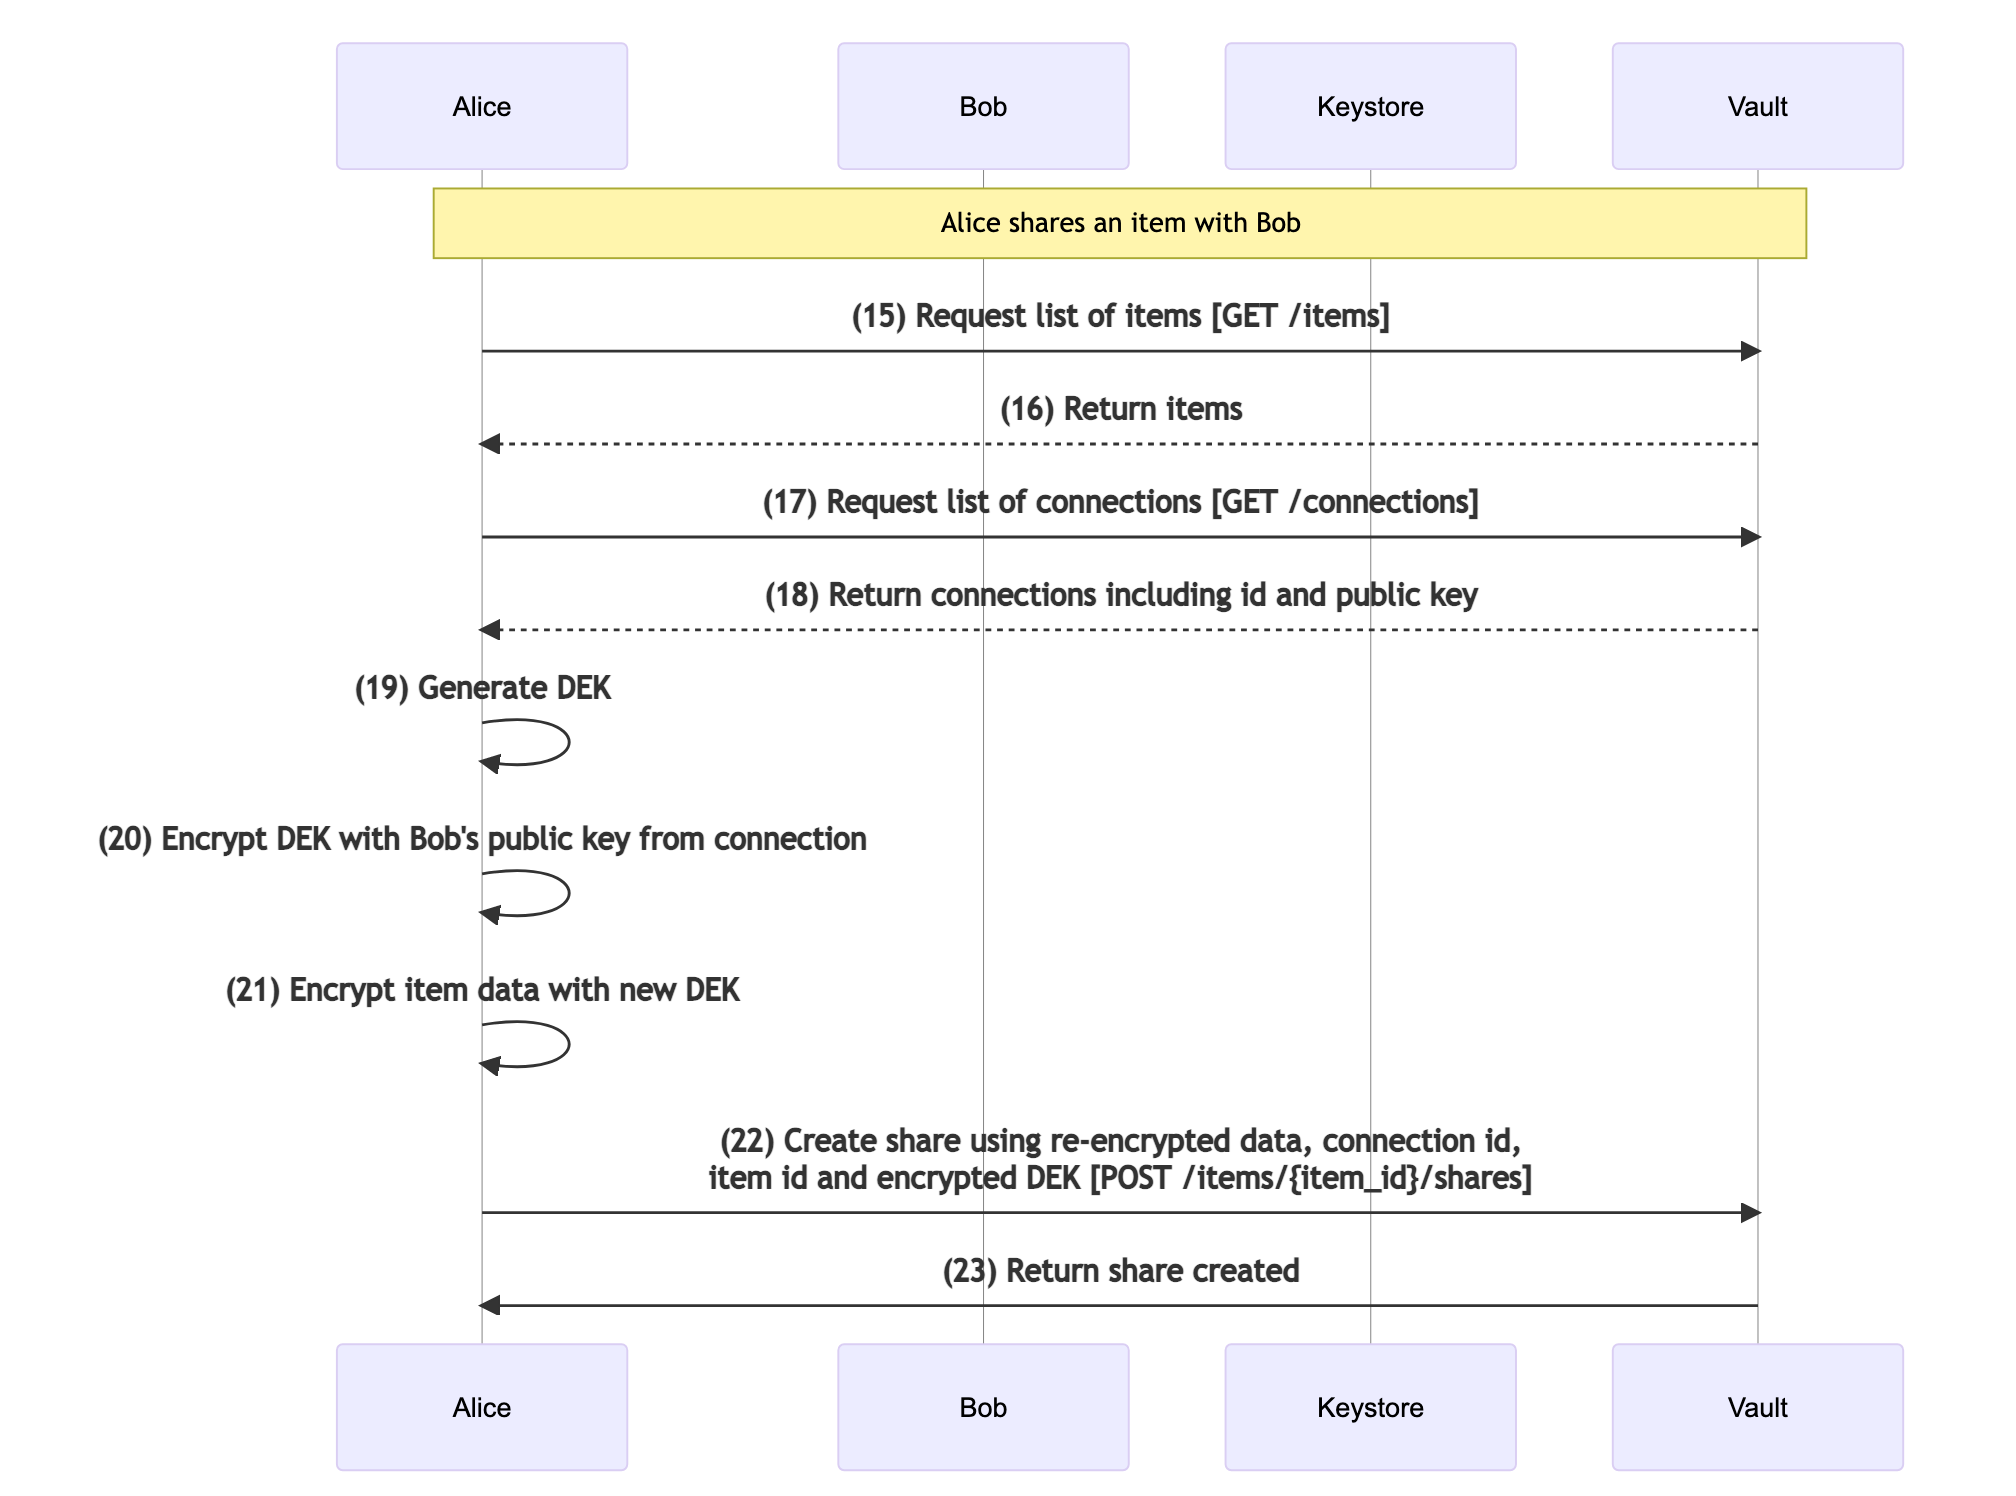 Alice
Bob
Keystore
Vault
Alice shares an item with Bob
(15) Request list of items [GET /items]
(16) Return items
(17) Request list of connections [GET /connections]
(18) Return connections including id and public key
(19) Generate DEK
(20) Encrypt DEK with Bob's public key from connection
(21) Encrypt item data with new DEK
(22) Create share using re-encrypted data, connection id,
item id and encrypted DEK [POST /items/{item_id}/shares]
(23) Return share created
Alice
Bob
Keystore
Vault